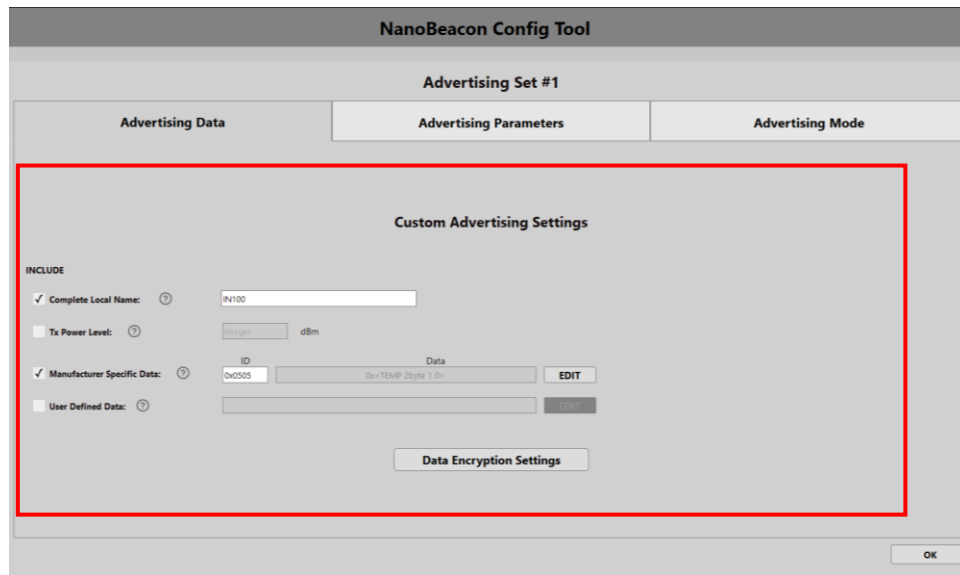 NanoBeacon Config Tool
Advertising Set #1
Advertising Data Advertising Parameters Advertising Mode
Custom Advertising Settings
INCLUDE
✓ Complete Local Name: ? IN100
Tx Power Level: ? Integer dBm
ID Data
✓ Manufacturer Specific Data: ? 0x0505 0x<TEMP 2byte 1 0> EDIT
User Defined Data: ? EDIT
Data Encryption Settings
OK